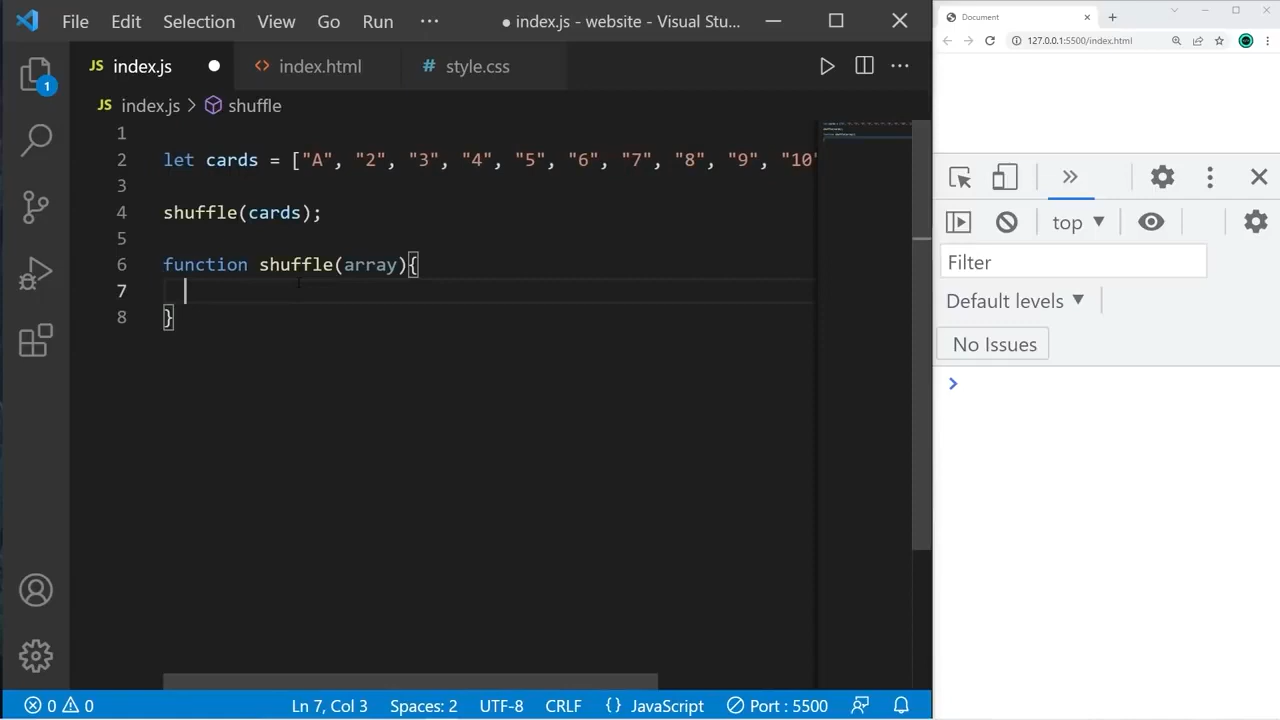 File Edit Selection View Go Run ··· ● index.js - website - Visual Stu...
JS index.js ● <> index.html # style.css ···
JS index.js > shuffle
1
2 let cards = ["A", "2", "3", "4", "5", "6", "7", "8", "9", "10"
3
4 shuffle(cards);
5
6 function shuffle(array){
7
8 }
1
0 0 Ln 7, Col 3 Spaces: 2 UTF-8 CRLF {} JavaScript Port : 5500
Document
127.0.0.1:5500/index.html
top ▼
Filter
Default levels ▼
No Issues
>